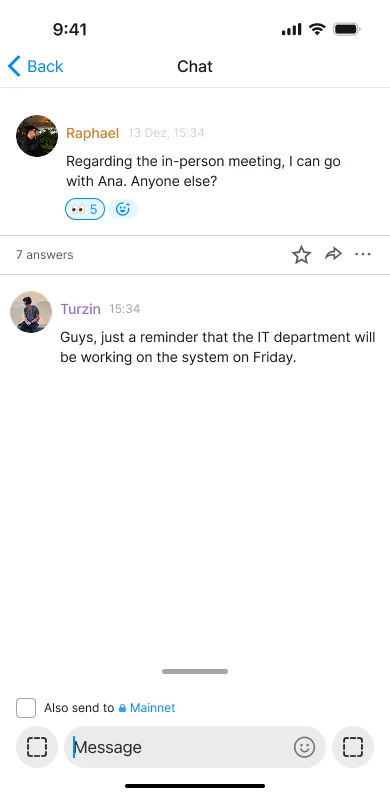 9:41
Back
Chat
Raphael 13 Dez, 15:34
Regarding the in-person meeting, I can go
with Ana. Anyone else?
5
7 answers
Turzin 15:34
Guys, just a reminder that the IT department will
be working on the system on Friday.
Also send to Mainnet
Message